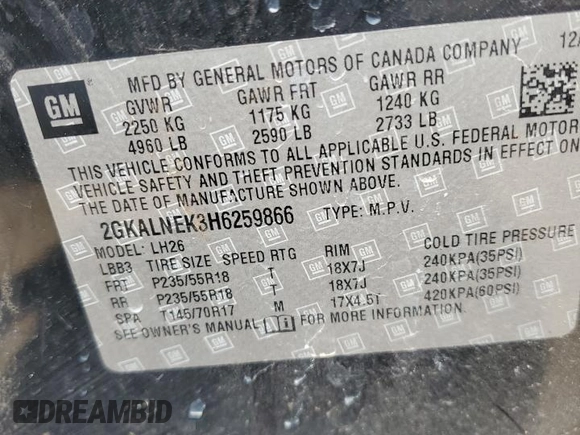 MFD BY GENERAL MOTORS OF CANADA COMPANY 12/
GM
GVWR GAWR FRT GAWR RR
2250 KG 1175 KG 1240 KG
4960 LB 2590 LB 2733 LB
THIS VEHICLE CONFORMS TO ALL APPLICABLE U.S. FEDERAL MOTOR
VEHICLE SAFETY AND THEFT PREVENTION STANDARDS IN EFFECT ON
THE DATE OF MANUFACTURE SHOWN ABOVE.
2GKALNEK3H6259866 TYPE: M.P.V.
MODEL: LH26
LBB3 TIRE SIZE SPEED RTG RIM COLD TIRE PRESSURE
FRT P235/55R18 T 18X7J 240KPA(35PSI)
RR P235/55R18 T 18X7J 240KPA(35PSI)
SPA T145/70R17 M 17X4.5T 420KPA(60PSI)
SEE OWNER'S MANUAL FOR MORE INFORMATION.
DREAMBID